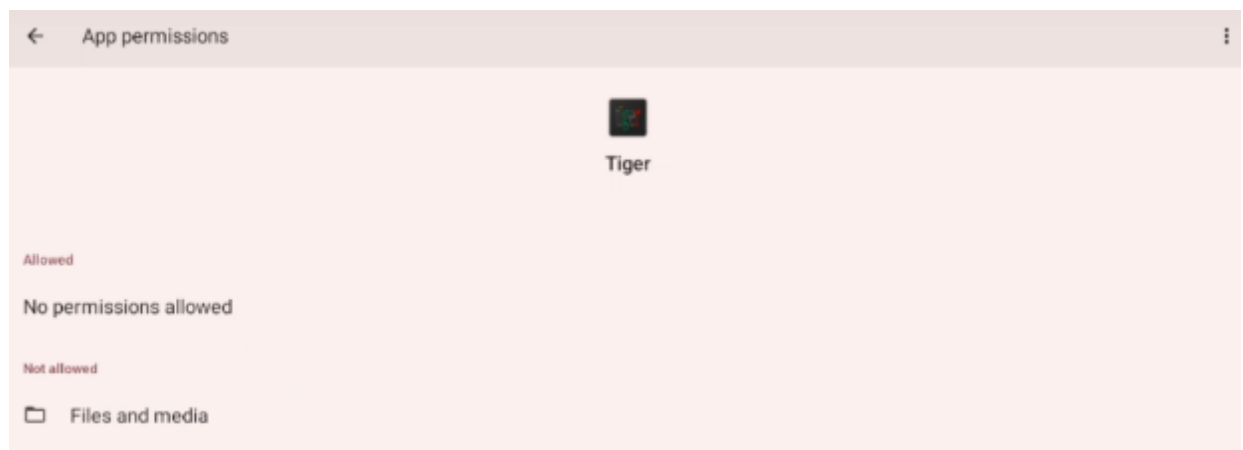 App permissions
Tiger
Allowed
No permissions allowed
Not allowed
Files and media